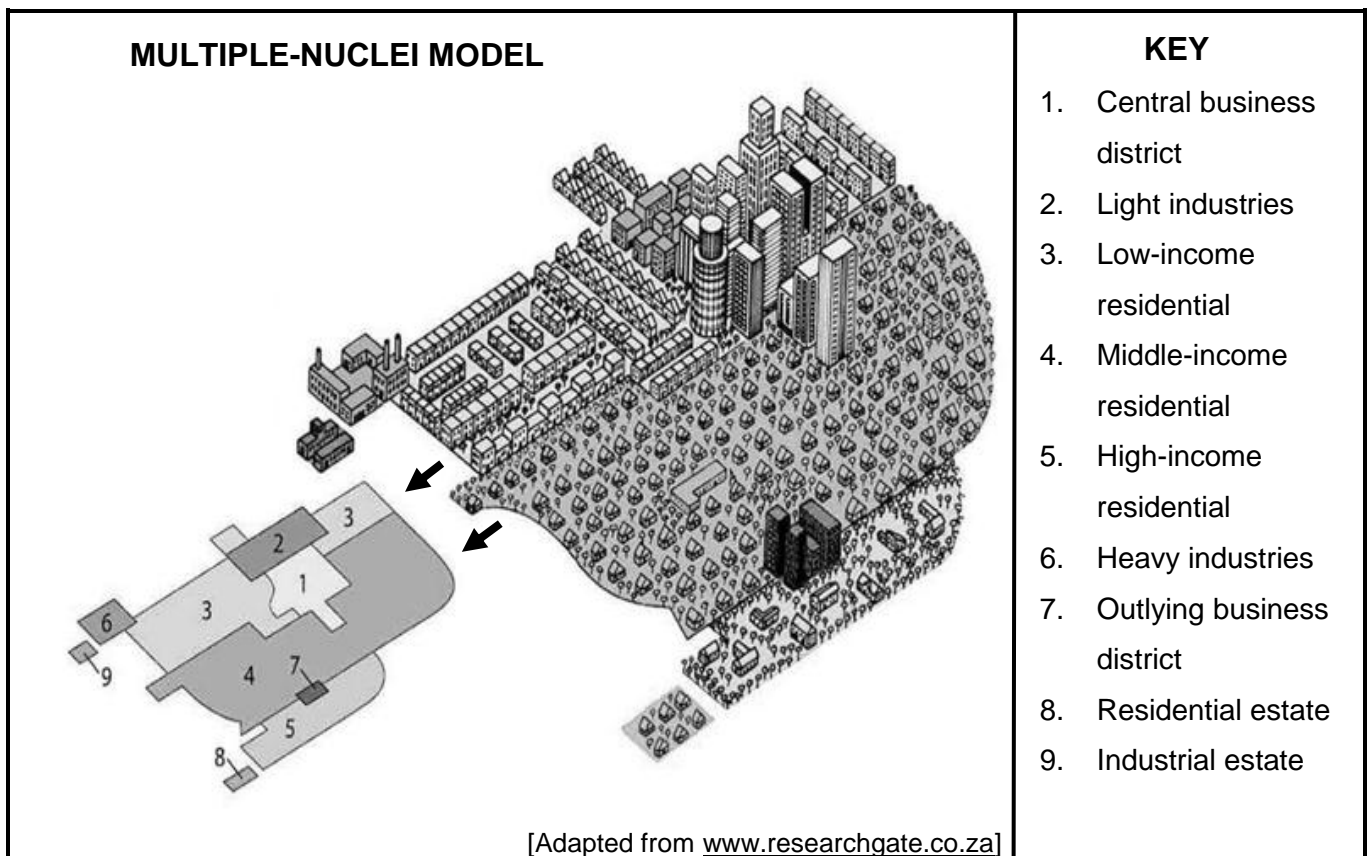 MULTIPLE-NUCLEI MODEL
3
2
1
3
6
9
4
7
5
8
[Adapted from www.researchgate.co.za]
KEY
1. Central business
district
2. Light industries
3. Low-income
residential
4. Middle-income
residential
5. High-income
residential
6. Heavy industries
7. Outlying business
district
8. Residential estate
9. Industrial estate